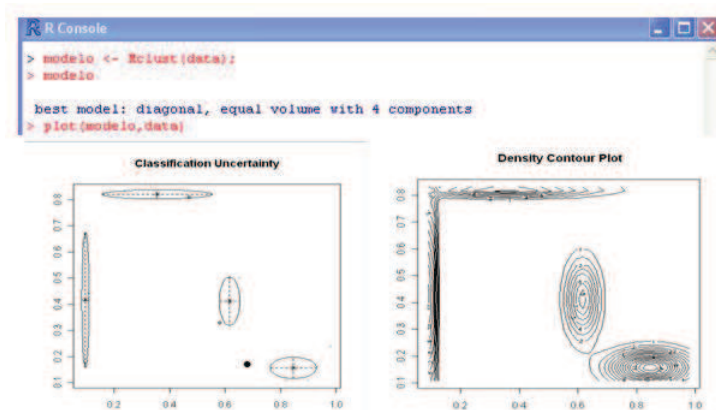 R Console
> modelo <- Mclust(data);
> modelo
best model: diagonal, equal volume with 4 components
> plot(modelo,data)
Classification Uncertainty
Density Contour Plot
0.8
0.7
0.6
0.5
0.4
0.3
0.2
0.1
0.2 0.4 0.6 0.8 1.0
0.8
0.7
0.6
0.5
0.4
0.3
0.2
0.1
0.2 0.4 0.6 0.8 1.0